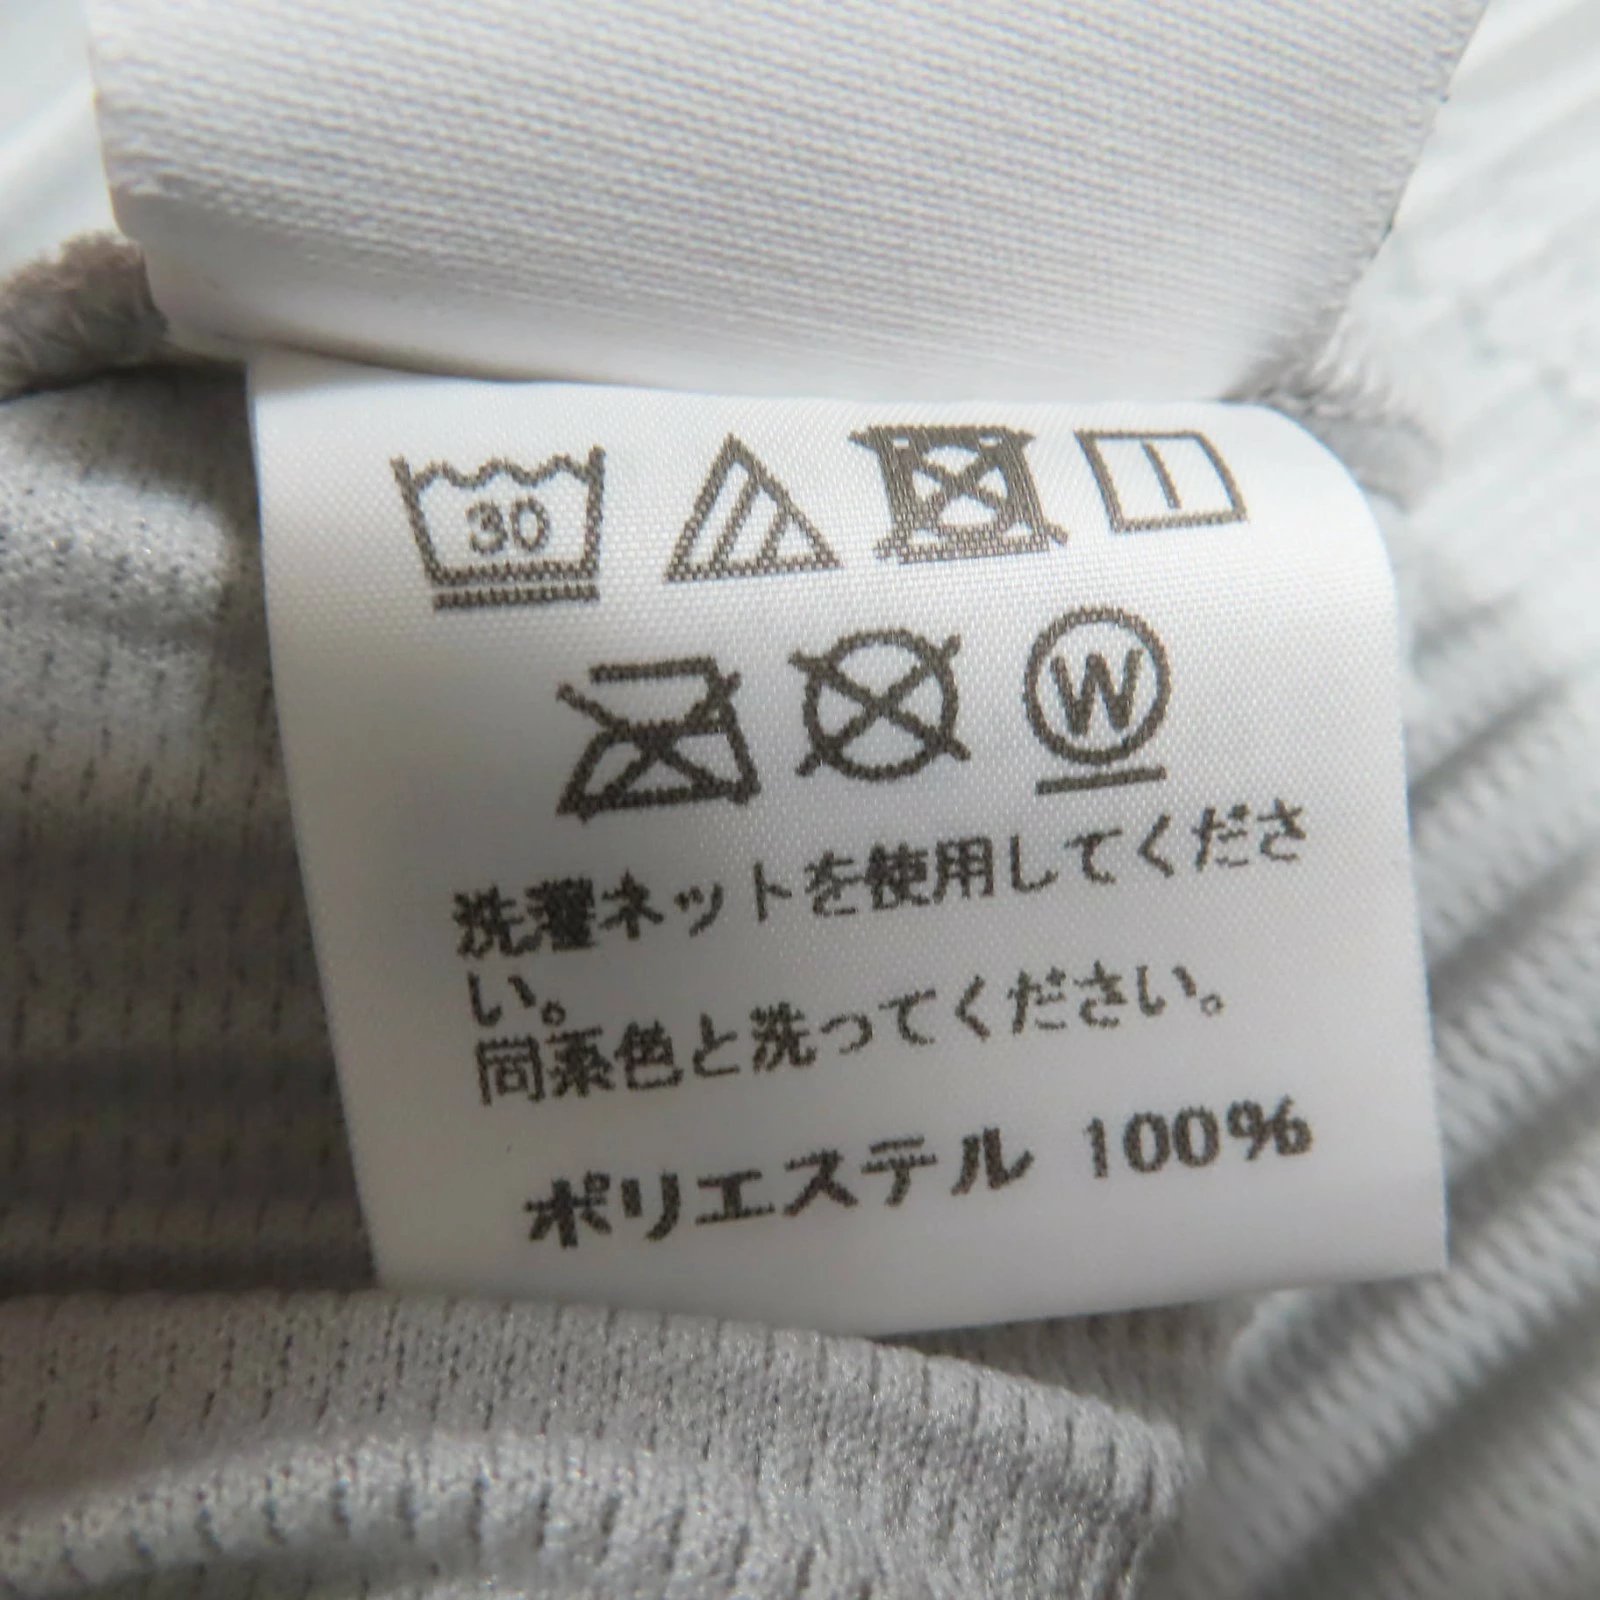 30
W
洗濯ネットを使用してくださ
い。
同系色と洗ってください。
ポリエステル 100%